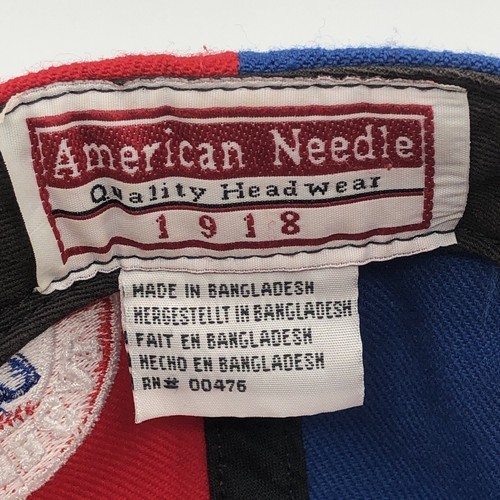 American Needle
Quality Headwear
1918
MADE IN BANGLADESH
HERGESTELLT IN BANGLADESH
FAIT EN BANGLADESH
HECHO EN BANGLADESH
RN# 00476